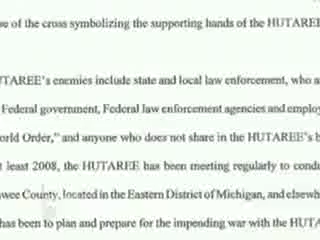 e of the cross symbolizing the supporting hands of the HUTAREE
UTAREE's enemies include state and local law enforcement, who a
Federal government, Federal law enforcement agencies and employ
orld Order," and anyone who does not share in the HUTAREE's b
t least 2008, the HUTAREE has been meeting regularly to condu
wee County, located in the Eastern District of Michigan, and elsewh
has been to plan and prepare for the impending war with the HUTA